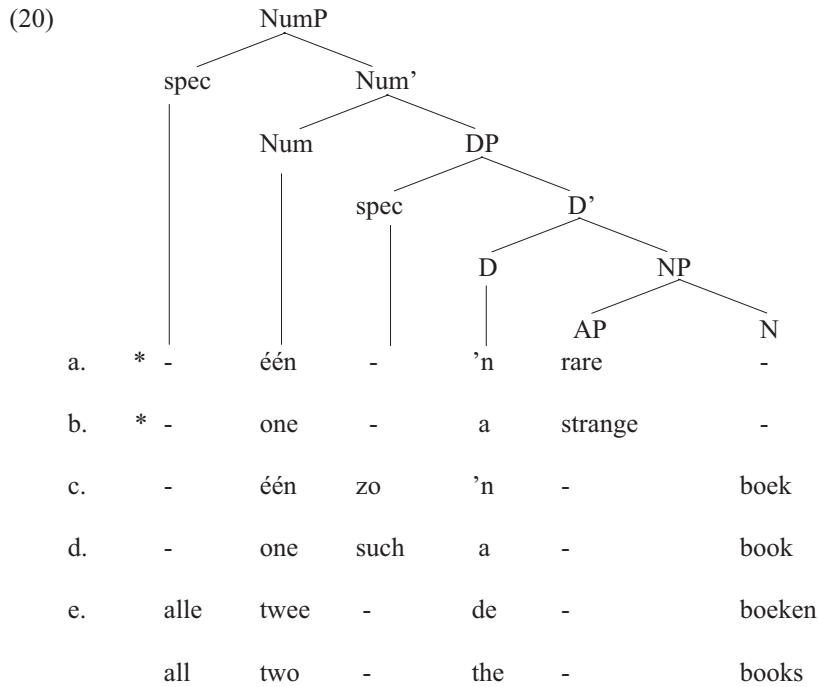 (20) NumP
spec Num’
Num DP
spec D’
D NP
AP N
a. * - één - ’n rare -
b. * - one - a strange -
c. - één zo ’n - boek
d. - one such a - book
e. alle twee - de - boeken
all two - the - books